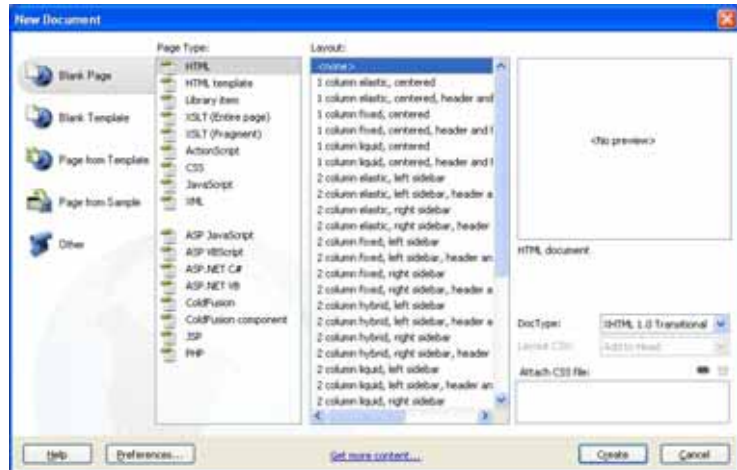 New Document
Blank Page
Blank Template
Page from Template
Page from Sample
Other
Page Type:
HTML
HTML template
Library item
XSLT (Entire page)
XSLT (Fragment)
ActionScript
CSS
JavaScript
XML
ASP JavaScript
ASP VBScript
ASP.NET C#
ASP.NET VB
ColdFusion
ColdFusion component
JSP
PHP
Layout:
<none>
1 column elastic, centered
1 column elastic, centered, header and
1 column fixed, centered
1 column fixed, centered, header and f
1 column liquid, centered
1 column liquid, centered, header and f
2 column elastic, left sidebar
2 column elastic, left sidebar, header a
2 column elastic, right sidebar
2 column elastic, right sidebar, header
2 column fixed, left sidebar
2 column fixed, left sidebar, header an
2 column fixed, right sidebar
2 column fixed, right sidebar, header a
2 column hybrid, left sidebar
2 column hybrid, left sidebar, header a
2 column hybrid, right sidebar
2 column hybrid, right sidebar, header
2 column liquid, left sidebar
2 column liquid, left sidebar, header an
2 column liquid, right sidebar
<No preview>
HTML document
DocType: XHTML 1.0 Transitional
Layout CSS: Add to Head
Attach CSS file:
Help
Preferences...
Get more content...
Create
Cancel